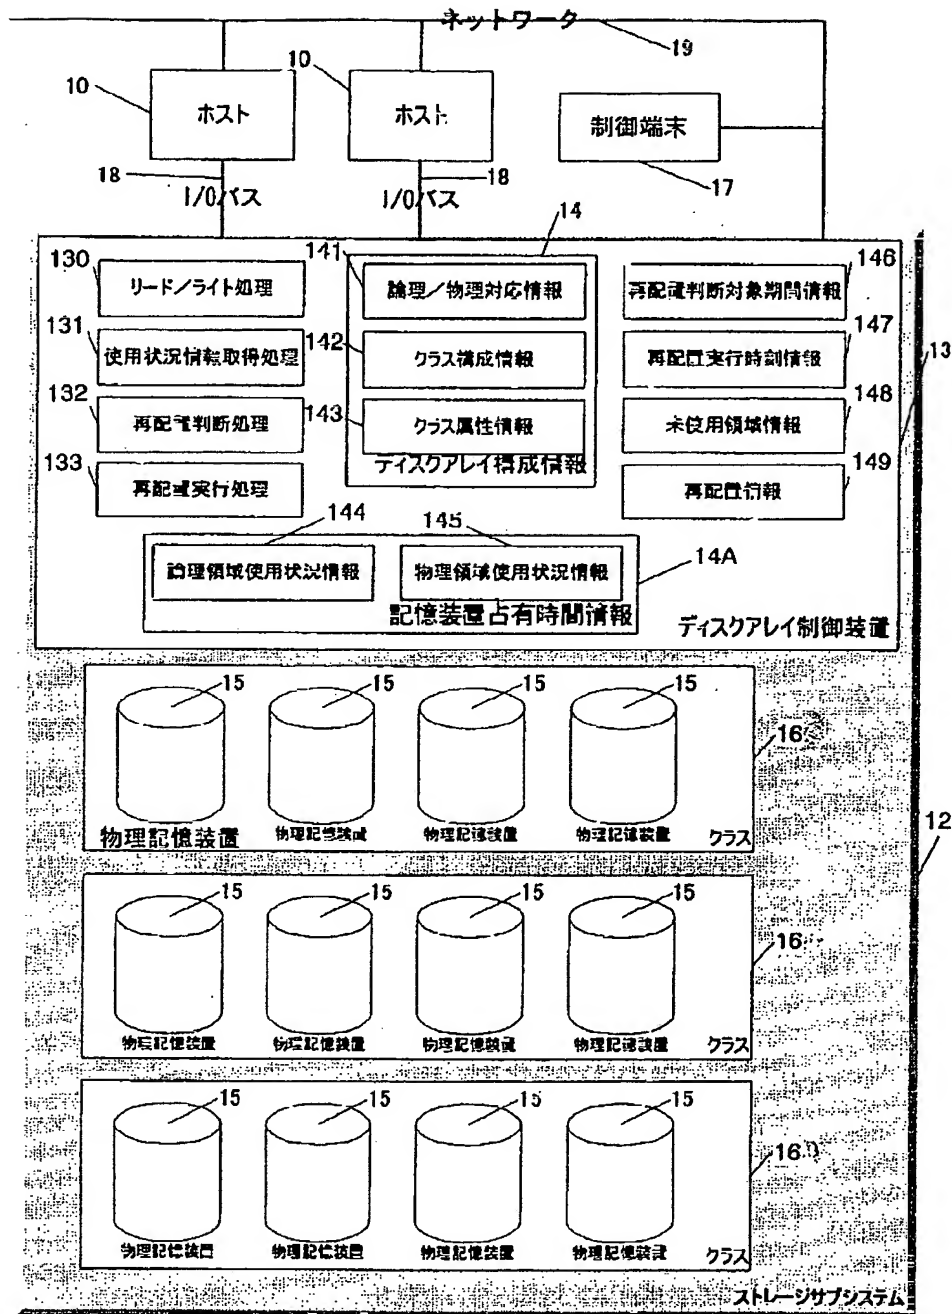 ネットワーク
19
10
ホスト
10
ホスト
制御端末
17
18
I/Oバス
18
I/Oバス
14
130
リード/ライト処理
141
論理/物理対応情報
146
再配置判断対象期間情報
131
使用状況情報取得処理
142
クラス構成情報
147
再配置実行時刻情報
13
132
再配置判断処理
143
クラス属性情報
148
未使用領域情報
ディスクアレイ構成情報
133
再配置実行処理
149
再配置情報
144
論理領域使用状況情報
145
物理領域使用状況情報
14A
記憶装置占有時間情報
ディスクアレイ制御装置
15 15 15 15
16
物理記憶装置 物理記憶装置 物理記憶装置 物理記憶装置
クラス
12
15 15 15 15
16
物理記憶装置 物理記憶装置 物理記憶装置 物理記憶装置
クラス
15 15 15 15
16
物理記憶装置 物理記憶装置 物理記憶装置 物理記憶装置
クラス
ストレージサブシステム